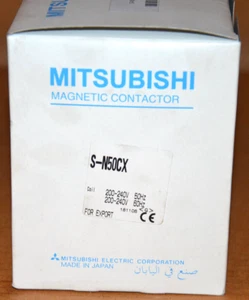 MITSUBISHI
MAGNETIC CONTACTOR
S-N50CX
Coil 200-240V 50Hz
200-240V 60Hz
FOR EXPORT
CE
MITSUBISHI ELECTRIC CORPORATION
MADE IN JAPAN صنع في اليابان